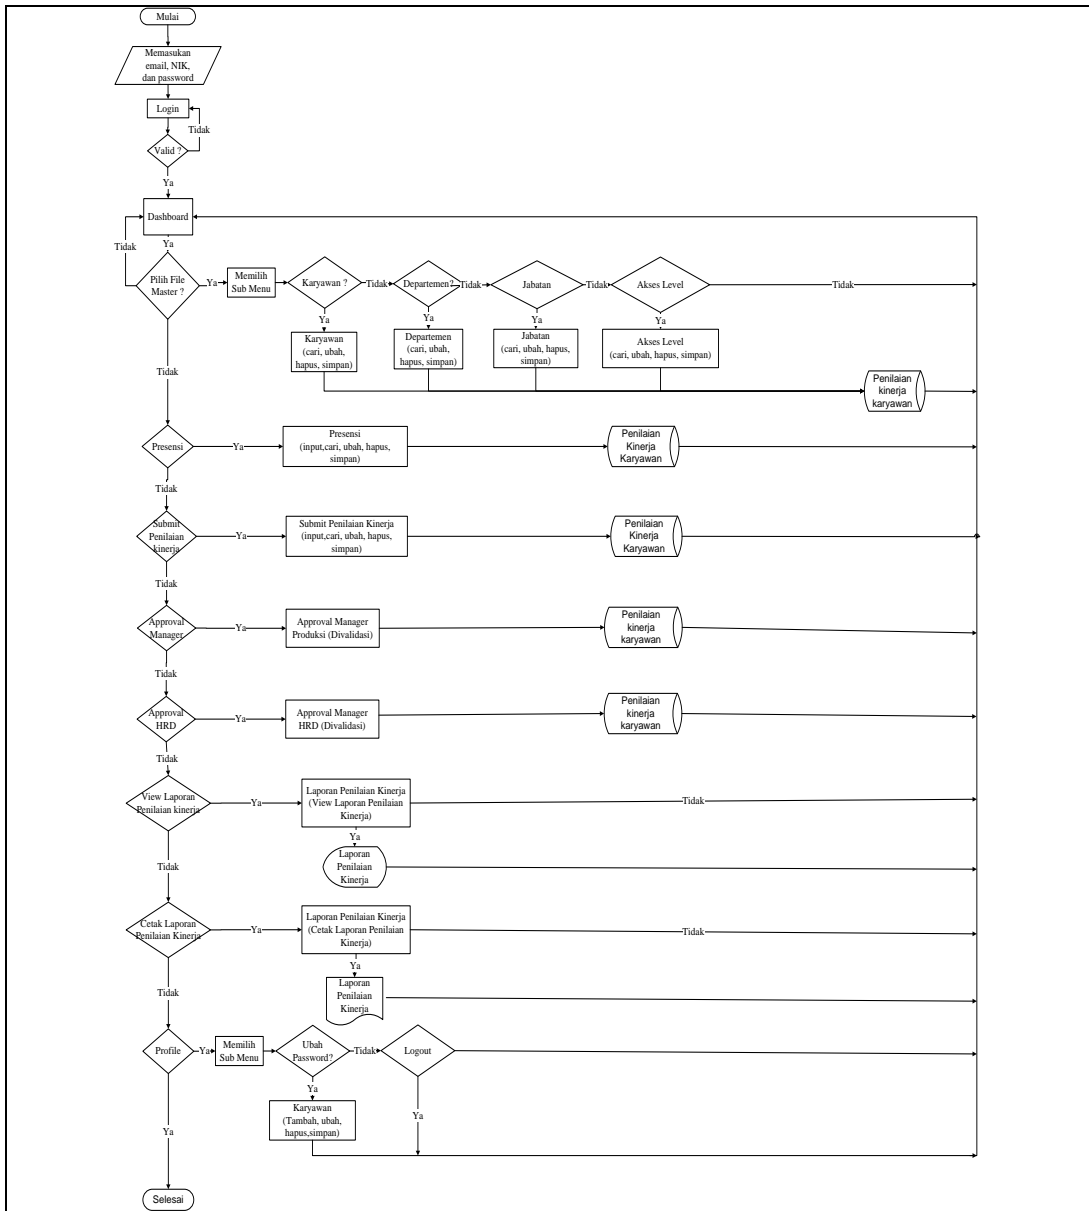 Mulai
Memasukan
email, NIK,
dan password
Login
Tidak
Valid ?
Ya
Dashboard
Tidak
Ya
Pilih File
Master ?
Ya
Memilih
Sub Menu
Karyawan ?
Tidak
Departemen?
Tidak
Jabatan
Tidak
Akses Level
Tidak
Ya
Ya
Ya
Ya
Karyawan
(cari, ubah,
hapus, simpan)
Departemen
(cari, ubah,
hapus, simpan)
Jabatan
(cari, ubah, hapus,
simpan)
Akses Level
(cari, ubah, hapus, simpan)
Tidak
Penilaian
kinerja
karyawan
Presensi
Ya
Presensi
(input,cari, ubah, hapus,
simpan)
Penilaian
Kinerja
Karyawan
Tidak
Submit
Penilaian
kinerja
Ya
Submit Penilaian Kinerja
(input,cari, ubah, hapus,
simpan)
Penilaian
Kinerja
Karyawan
Tidak
Approval
Manager
Ya
Approval Manager
Produksi (Divalidasi)
Penilaian
kinerja
karyawan
Tidak
Approval
HRD
Ya
Approval Manager
HRD (Divalidasi)
Penilaian
kinerja
karyawan
Tidak
View Laporan
Penilaian kinerja
Ya
Laporan Penilaian Kinerja
(View Laporan Penilaian
Kinerja)
Tidak
Ya
Laporan
Penilaian
Kinerja
Tidak
Cetak Laporan
Penilaian Kinerja
Ya
Laporan Penilaian Kinerja
(Cetak Laporan Penilaian
Kinerja)
Tidak
Ya
Laporan
Penilaian
Kinerja
Tidak
Profile
Ya
Memilih
Sub Menu
Ubah
Password?
Tidak
Logout
Ya
Karyawan
(Tambah, ubah,
hapus,simpan)
Ya
Ya
Selesai